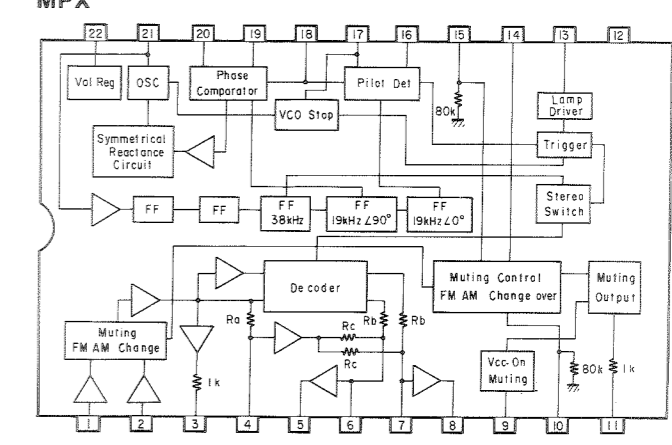 MPX
22 21 20 19 18 17 16 15 14 13 12
Vol Reg
OSC
Phase
Comparator
Pilot Det
VCO Stop
80k
Lamp
Driver
Trigger
Symmetrical
Reactance
Circuit
FF
FF
FF
38kHz
FF
19kHz∠90°
FF
19kHz∠0°
Stereo
Switch
Decoder
Muting Control
FM AM Change over
Muting
Output
Muting
FM AM Change
Ra
Rc
Rb
Rb
Rc
1k
Vcc-On
Muting
80k
1k
1 2 3 4 5 6 7 8 9 10 11